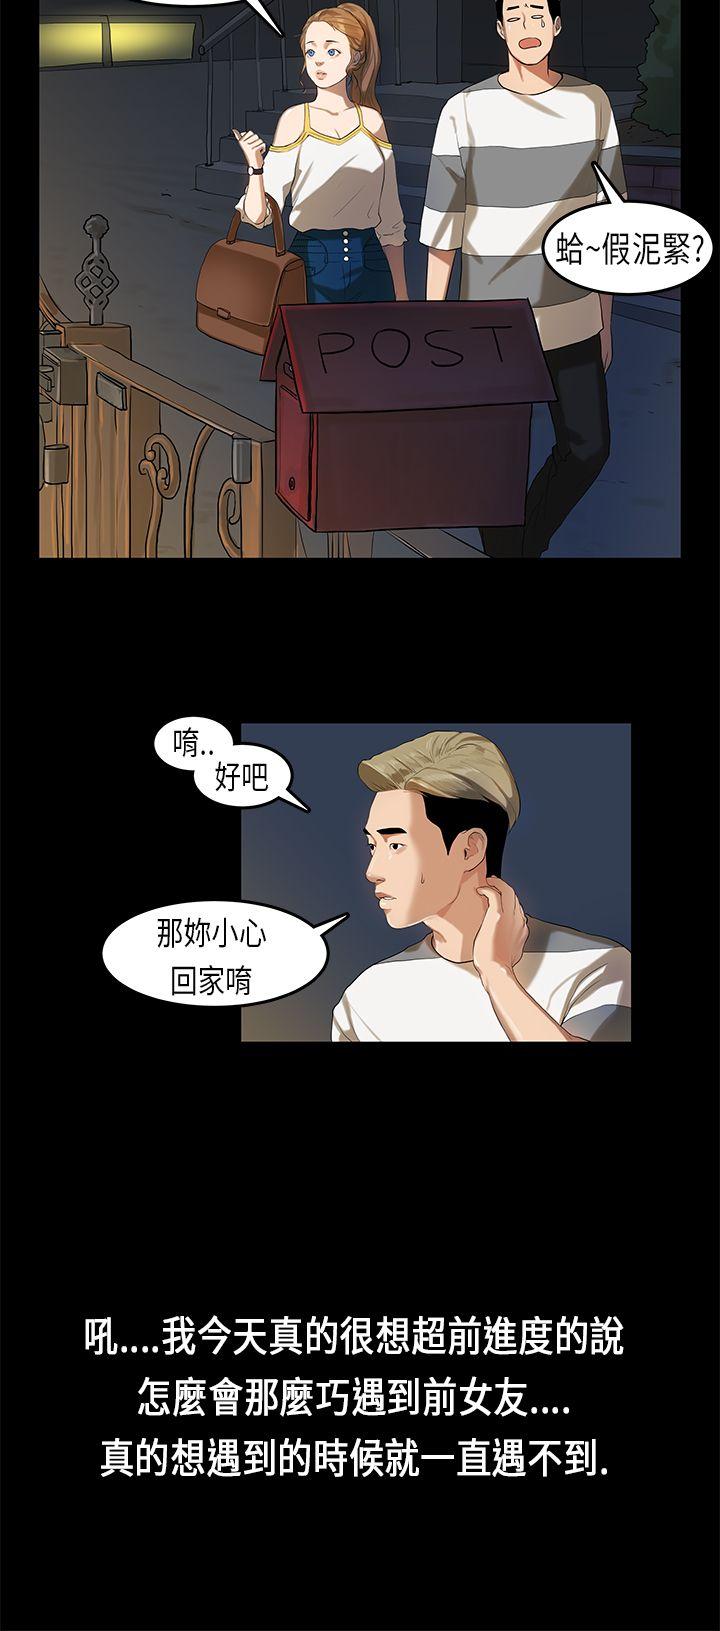 POST
蛤~假泥緊?
唷..
好吧
那妳小心
回家唷
吼....我今天真的很想超前進度的說
怎麼會那麼巧遇到前女友....
真的想遇到的時候就一直遇不到.